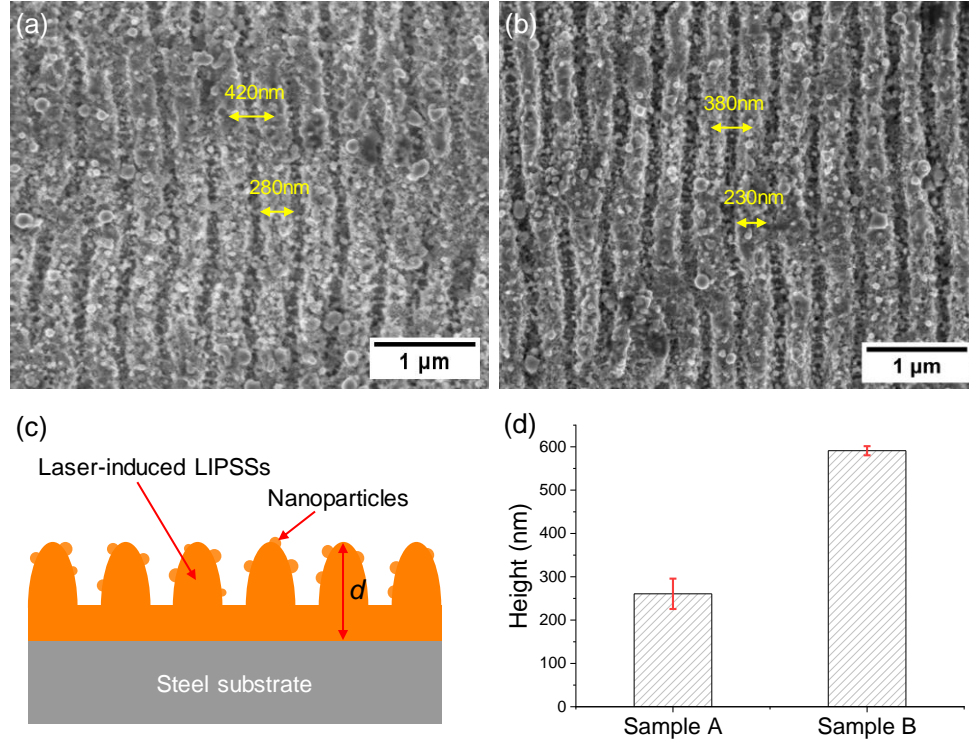 (a)
420nm
280nm
1 µm
(b)
380nm
230nm
1 µm
(c)
Laser-induced LIPSSs
Nanoparticles
d
Steel substrate
(d)
Height (nm)
600
500
400
300
200
100
0
Sample A
Sample B